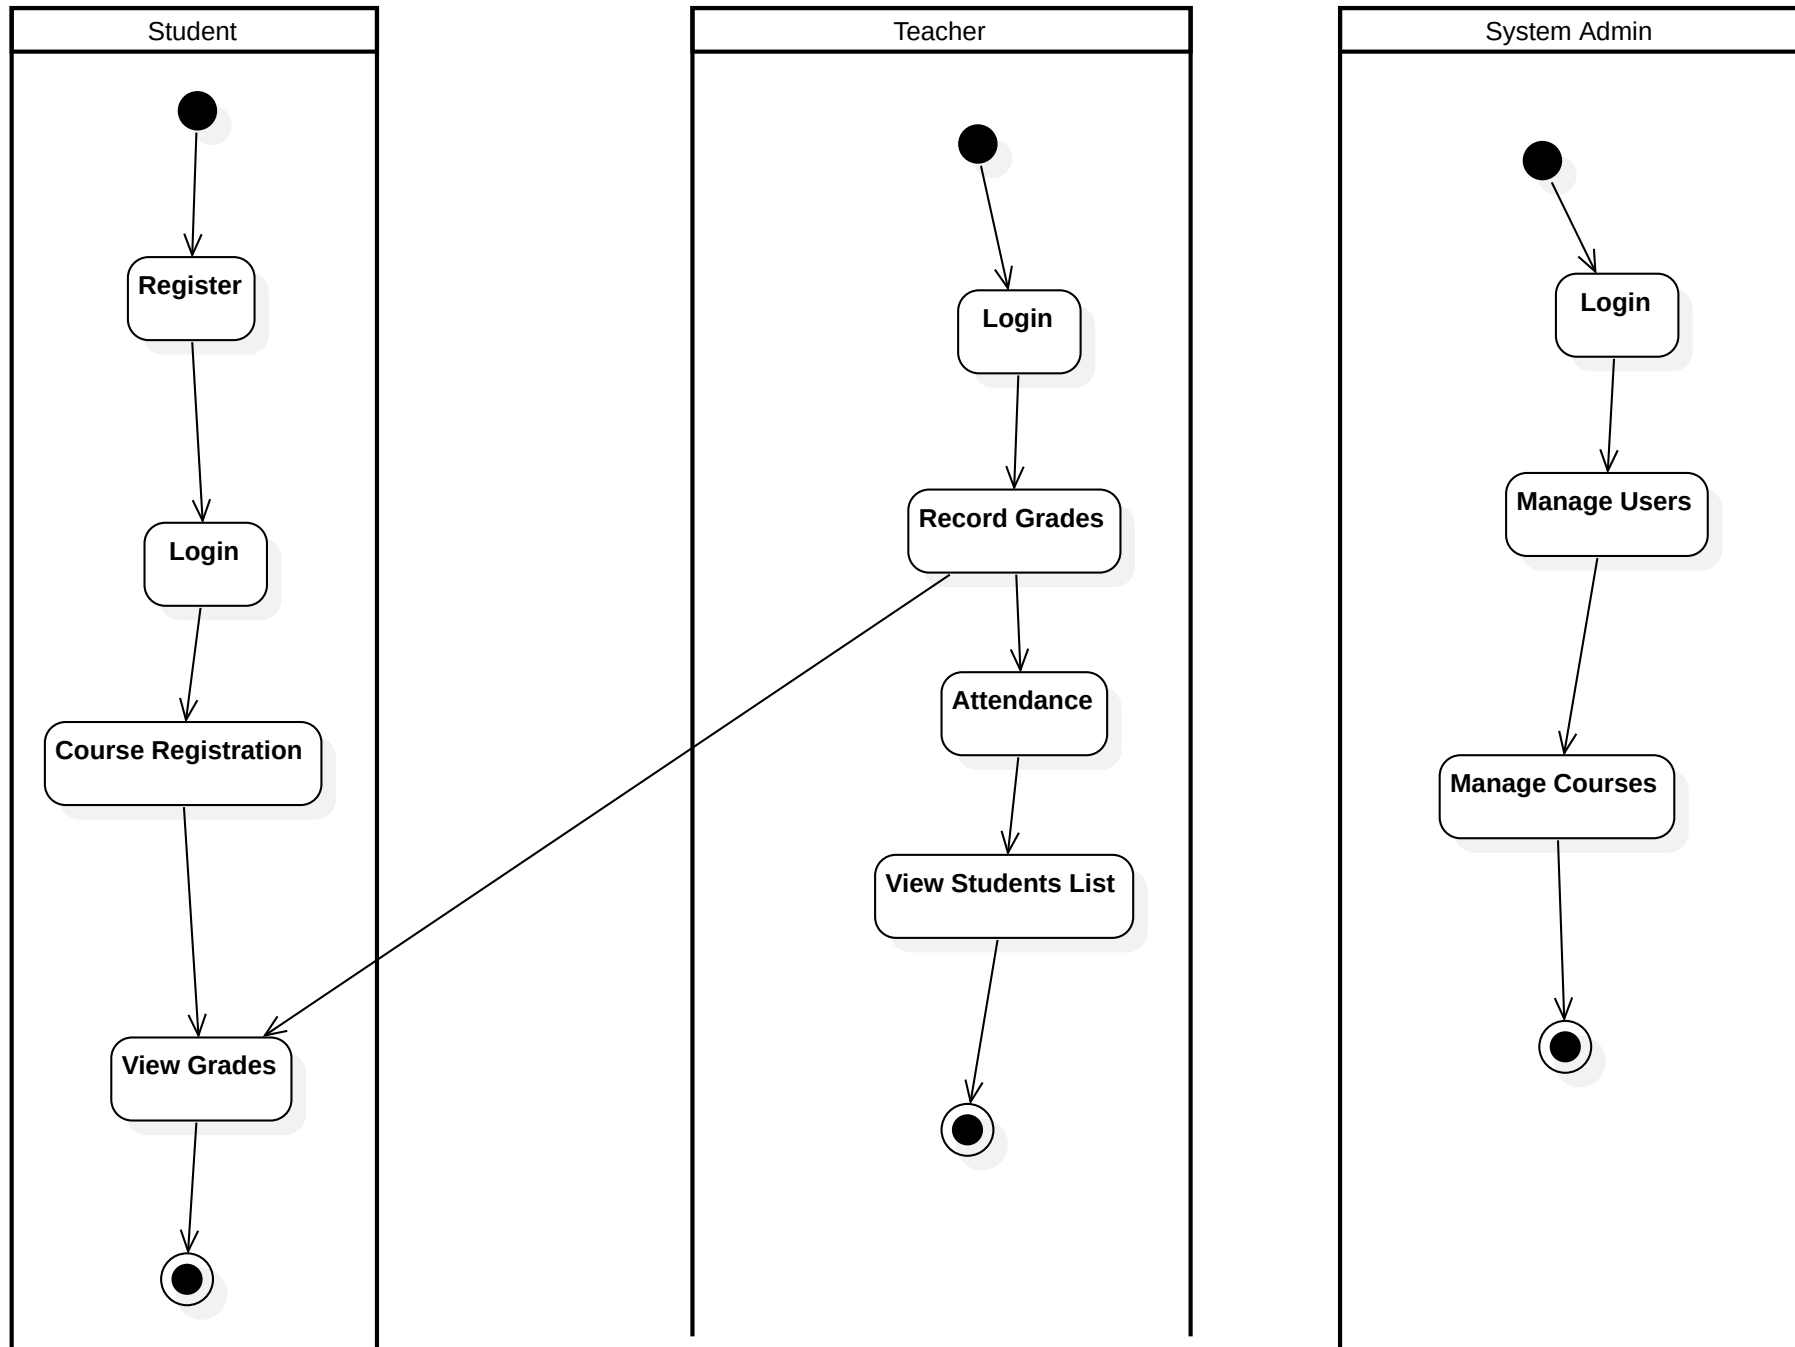 Student
Register
Login
Course Registration
View Grades
Teacher
Login
Record Grades
Attendance
View Students List
System Admin
Login
Manage Users
Manage Courses